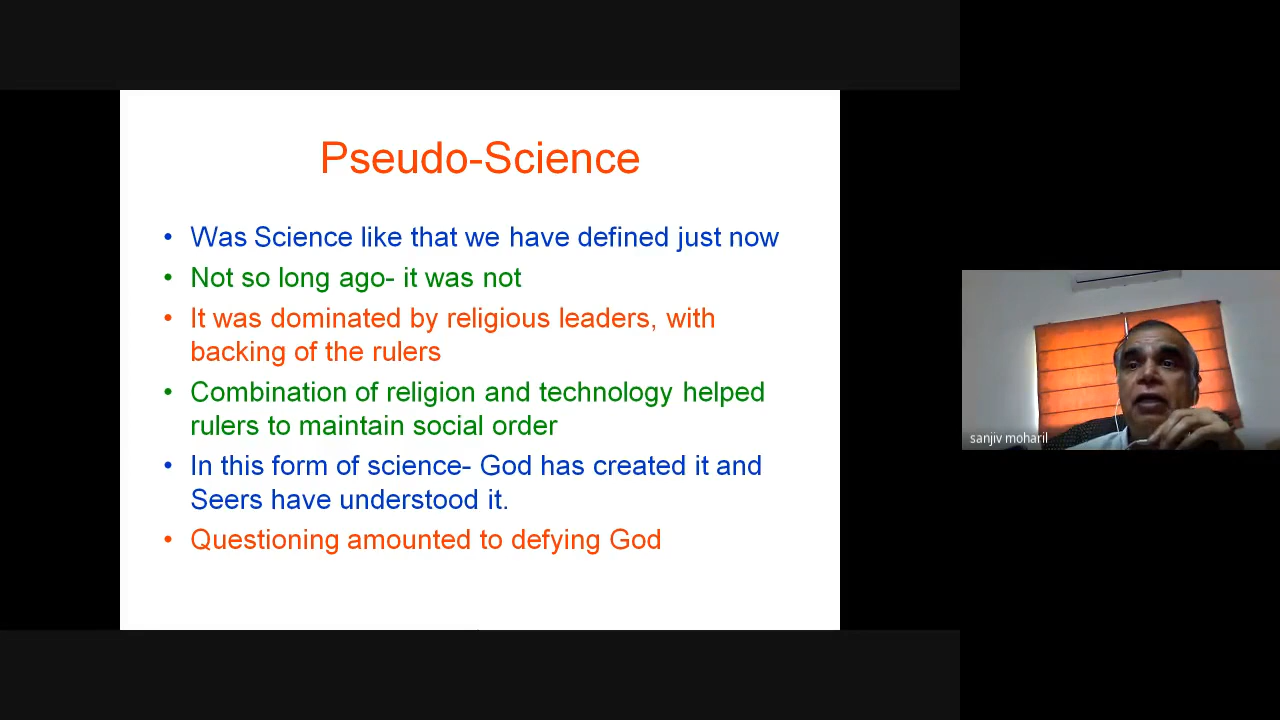 Pseudo-Science
• Was Science like that we have defined just now
• Not so long ago- it was not
• It was dominated by religious leaders, with
backing of the rulers
• Combination of religion and technology helped
rulers to maintain social order
• In this form of science- God has created it and
Seers have understood it.
• Questioning amounted to defying God
sanjiv moharil